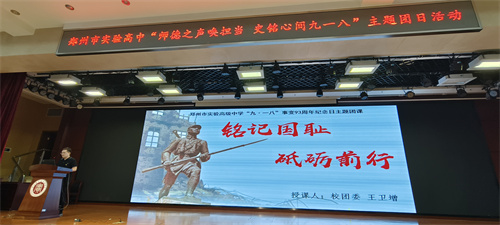 郑州市实验高中“师德之声唤担当 史铭心间九一八”主题团日活动
郑州市实验高级中学“九·一八”事变93周年纪念日主题团课
铭记国耻
砥砺前行
授课人：校团委 王卫增